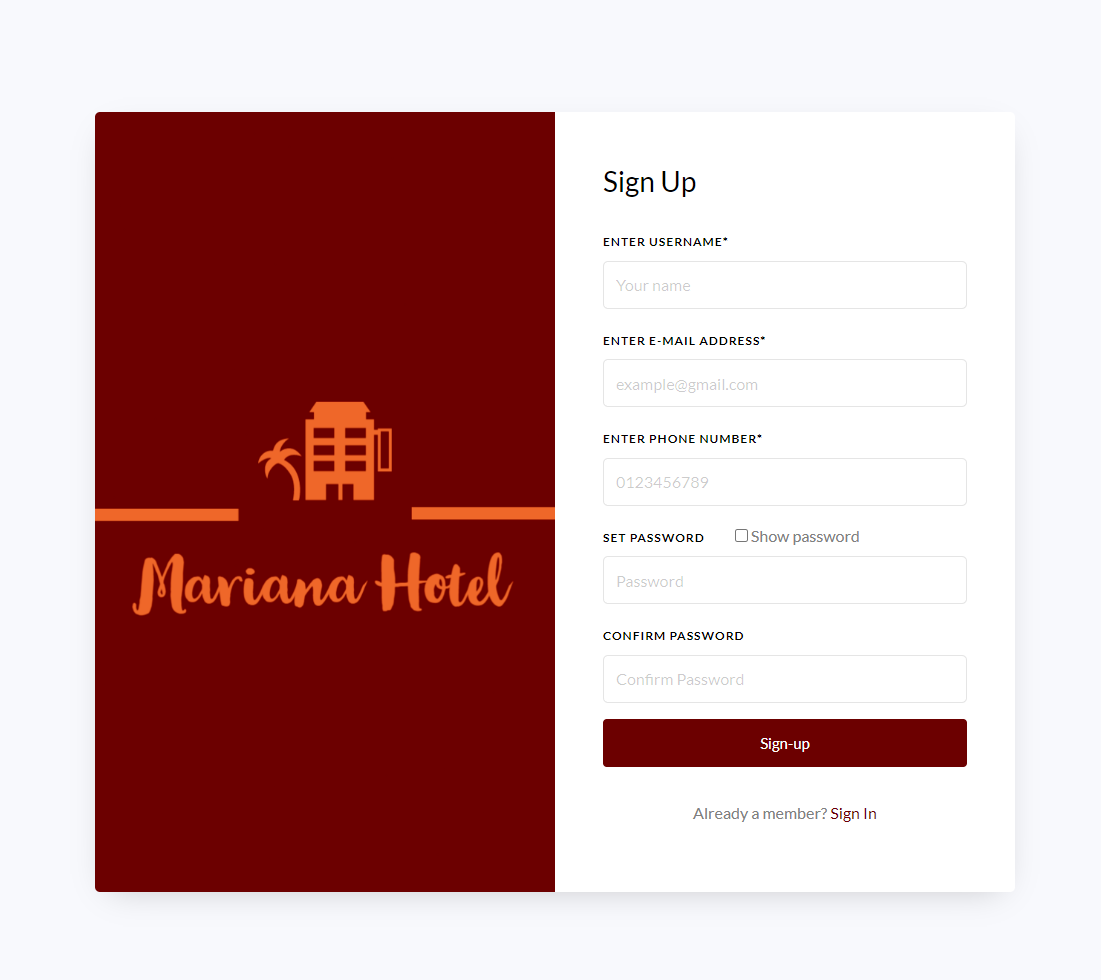 Mariana Hotel
Sign Up
ENTER USERNAME*
Your name
ENTER E-MAIL ADDRESS*
example@gmail.com
ENTER PHONE NUMBER*
0123456789
SET PASSWORD Show password
Password
CONFIRM PASSWORD
Confirm Password
Sign-up
Already a member? Sign In